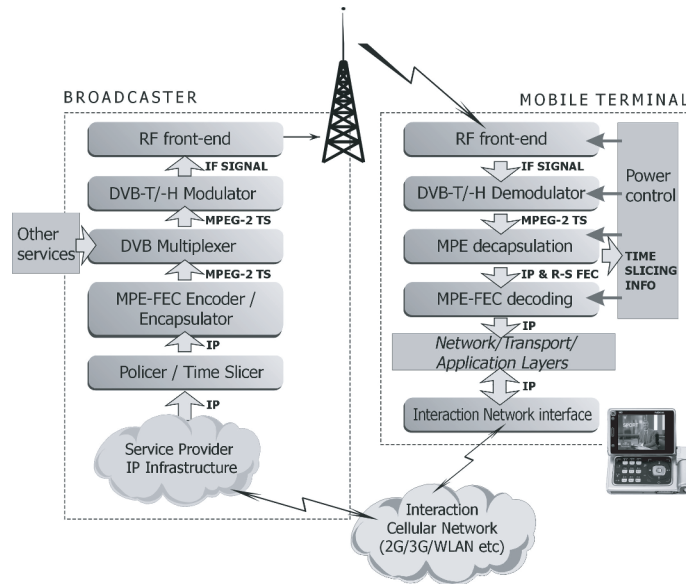 BROADCASTER
RF front-end
IF SIGNAL
DVB-T/-H Modulator
MPEG-2 TS
Other
services
DVB Multiplexer
MPEG-2 TS
MPE-FEC Encoder /
Encapsulator
IP
Policer / Time Slicer
IP
Service Provider
IP Infrastructure
MOBILE TERMINAL
RF front-end
IF SIGNAL
DVB-T/-H Demodulator
MPEG-2 TS
MPE decapsulation
IP & R-S FEC
MPE-FEC decoding
IP
Network/Transport/
Application Layers
IP
Interaction Network interface
Power
control
TIME
SLICING
INFO
Interaction
Cellular Network
(2G/3G/WLAN etc)